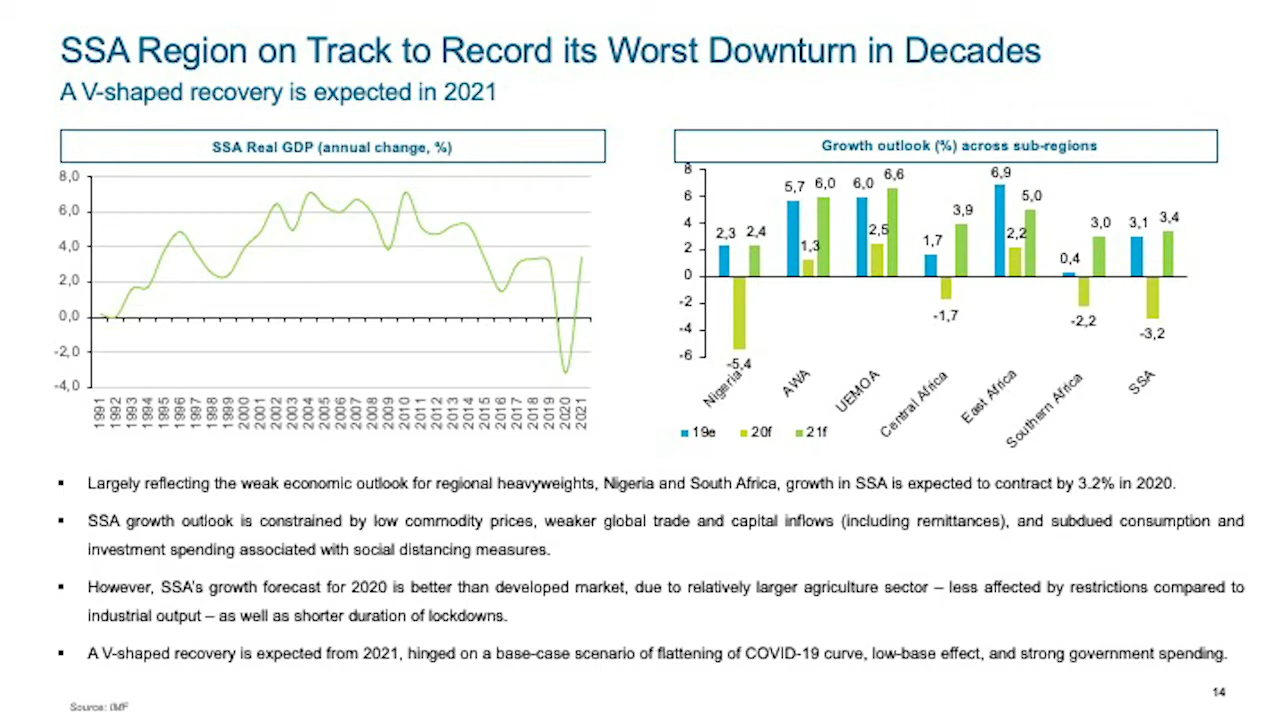 SSA Region on Track to Record its Worst Downturn in Decades
A V-shaped recovery is expected in 2021
SSA Real GDP (annual change, %)
8,0
6,0
4,0
2,0
0,0
-2,0
-4,0
1991 1992 1993 1994 1995 1996 1997 1998 1999 2000 2001 2002 2003 2004 2005 2006 2007 2008 2009 2010 2011 2012 2013 2014 2015 2016 2017 2018 2019 2020 2021
Growth outlook (%) across sub-regions
8
6
4
2
0
-2
-4
-6
2,3 2,4 5,7 6,0 6,0 6,6 6,9 5,0
1,3 2,5 1,7 3,9 2,2 0,4 3,0 3,1 3,4
-5,4 -1,7 -2,2 -3,2
Nigeria AWA UEMOA Central Africa East Africa Southern Africa SSA
19e 20f 21f
▪ Largely reflecting the weak economic outlook for regional heavyweights, Nigeria and South Africa, growth in SSA is expected to contract by 3.2% in 2020.
▪ SSA growth outlook is constrained by low commodity prices, weaker global trade and capital inflows (including remittances), and subdued consumption and
investment spending associated with social distancing measures.
▪ However, SSA's growth forecast for 2020 is better than developed market, due to relatively larger agriculture sector – less affected by restrictions compared to
industrial output – as well as shorter duration of lockdowns.
▪ A V-shaped recovery is expected from 2021, hinged on a base-case scenario of flattening of COVID-19 curve, low-base effect, and strong government spending.
14
Source: IMF